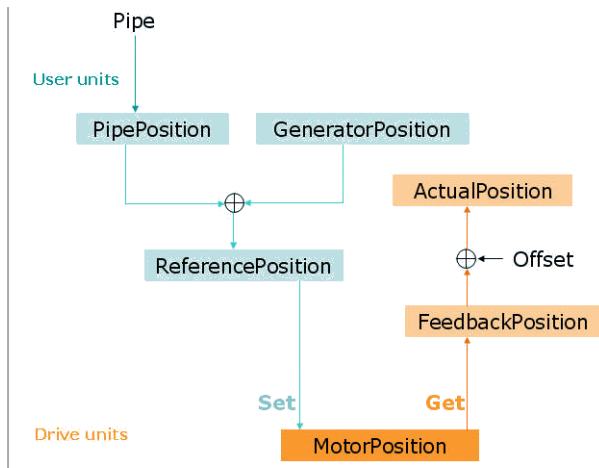 Pipe
User units
PipePosition
GeneratorPosition
ActualPosition
Offset
ReferencePosition
FeedbackPosition
Set
Get
Drive units
MotorPosition